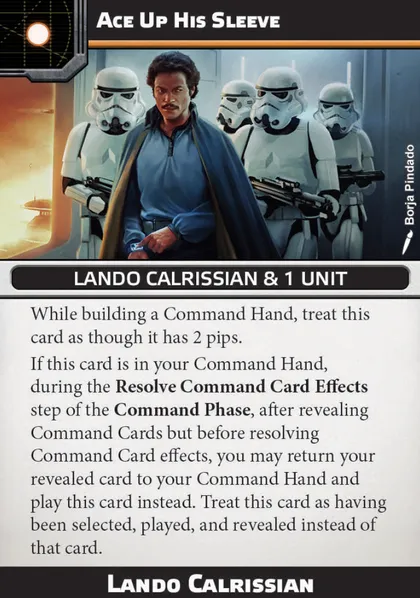 Ace Up His Sleeve
Borja Pindado
LANDO CALRISSIAN & 1 UNIT
While building a Command Hand, treat this
card as though it has 2 pips.
If this card is in your Command Hand,
during the Resolve Command Card Effects
step of the Command Phase, after revealing
Command Cards but before resolving
Command Card effects, you may return your
revealed card to your Command Hand and
play this card instead. Treat this card as having
been selected, played, and revealed instead of
that card.
Lando Calrissian